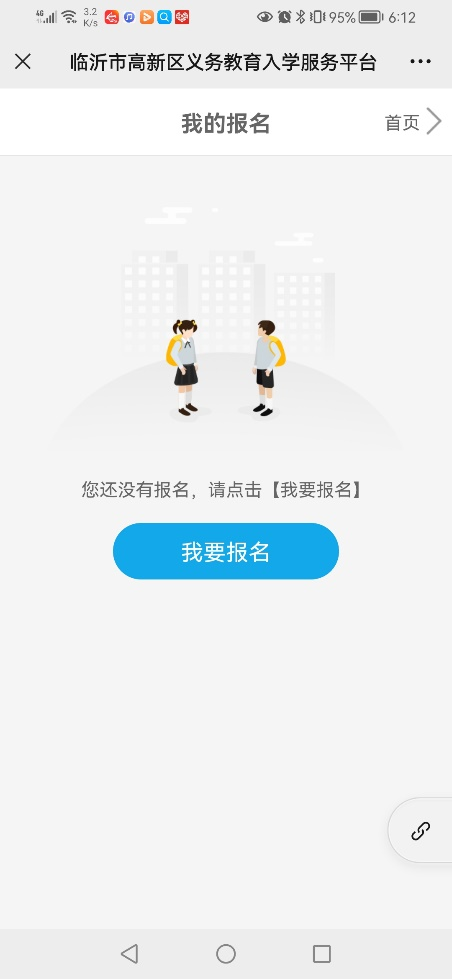 4G 3.2 K/s 95% 6:12
临沂市高新区义务教育入学服务平台
我的报名 首页
您还没有报名，请点击【我要报名】
我要报名